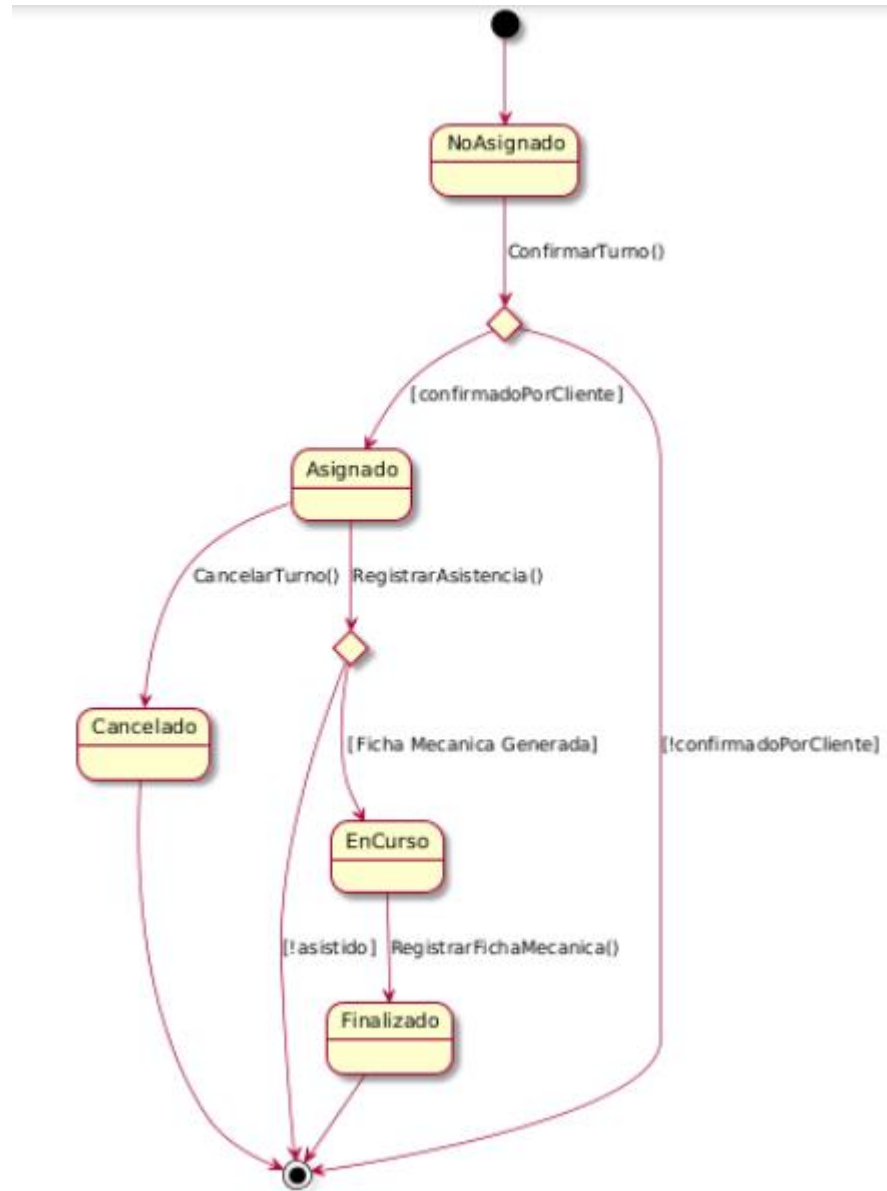 NoAsignado
ConfirmarTurno()
[confirmadoPorCliente]
Asignado
CancelarTurno() RegistrarAsistencia()
Cancelado
[Ficha Mecanica Generada]
[!confirmadoPorCliente]
EnCurso
[!asistido] RegistrarFichaMecanica()
Finalizado